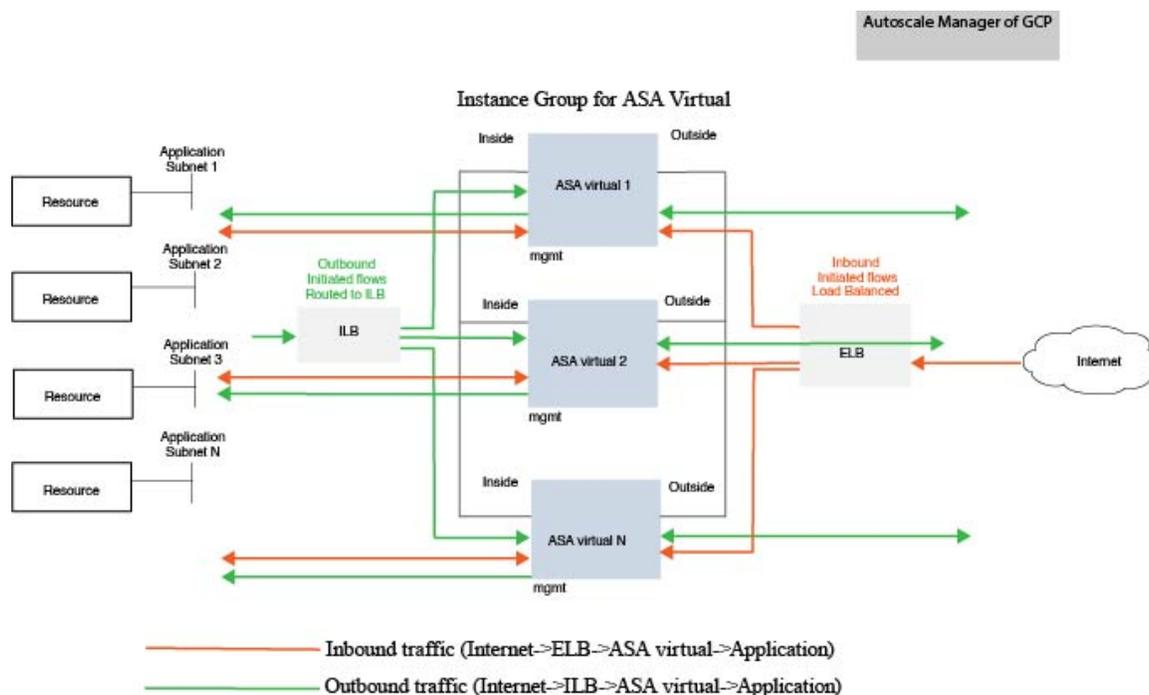 Autoscale Manager of GCP
Instance Group for ASA Virtual
Inside
Outside
Application
Subnet 1
Resource
ASA virtual 1
mgmt
Application
Subnet 2
Resource
Outbound
Initiated flows
Routed to ILB
ILB
Inside
Outside
ASA virtual 2
mgmt
Inbound
Initiated flows
Load Balanced
ELB
Internet
Application
Subnet 3
Resource
Application
Subnet N
Resource
Inside
Outside
ASA virtual N
mgmt
Inbound traffic (Internet->ELB->ASA virtual->Application)
Outbound traffic (Internet->ILB->ASA virtual->Application)